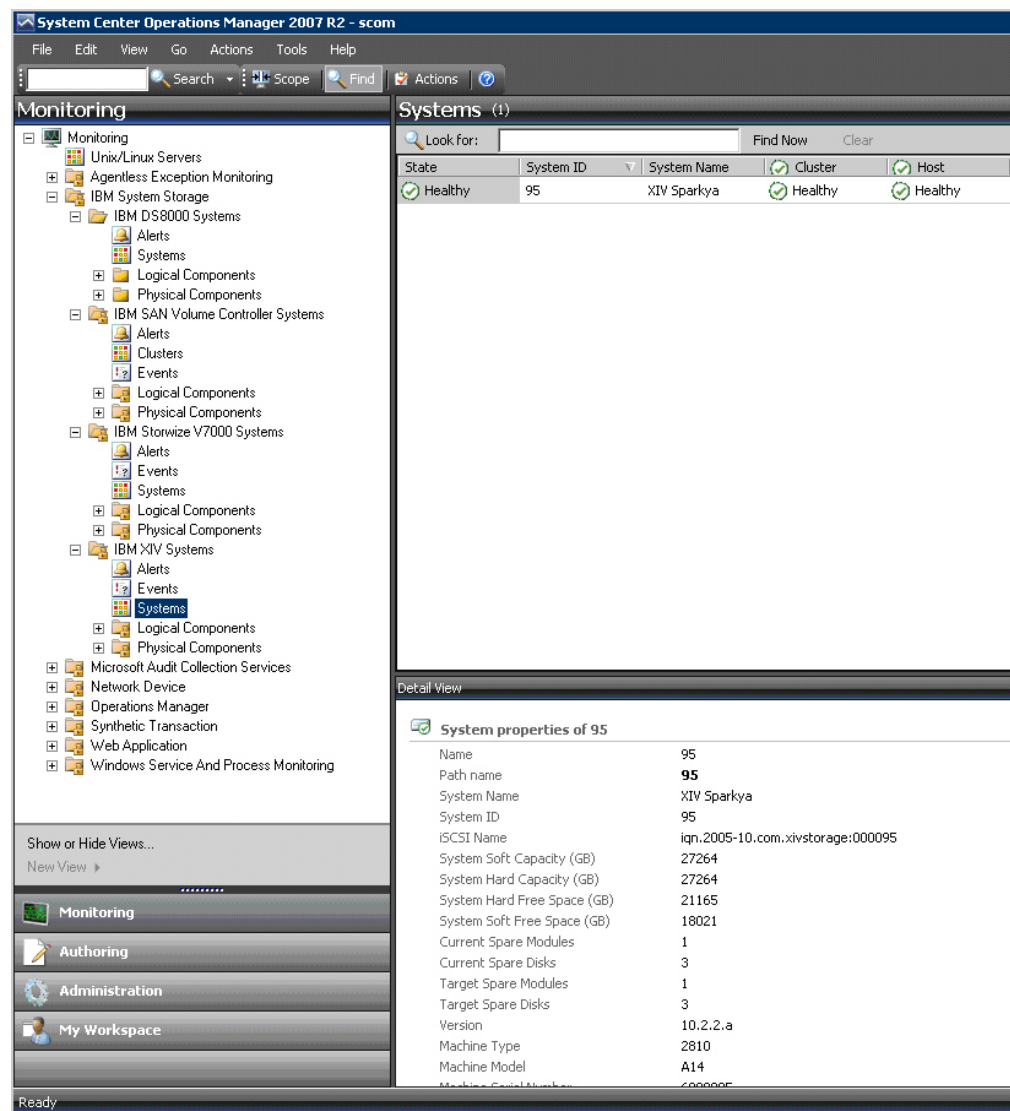 System Center Operations Manager 2007 R2 - scom
File Edit View Go Actions Tools Help
Search Scope Find Actions
Monitoring
Monitoring
Unix/Linux Servers
Agentless Exception Monitoring
IBM System Storage
IBM DS8000 Systems
Alerts
Systems
Logical Components
Physical Components
IBM SAN Volume Controller Systems
Alerts
Clusters
Events
Logical Components
Physical Components
IBM Storwize V7000 Systems
Alerts
Events
Systems
Logical Components
Physical Components
IBM XIV Systems
Alerts
Events
Systems
Logical Components
Physical Components
Microsoft Audit Collection Services
Network Device
Operations Manager
Synthetic Transaction
Web Application
Windows Service And Process Monitoring
Show or Hide Views...
New View
Monitoring
Authoring
Administration
My Workspace
Systems (1)
Look for: Find Now Clear
State System ID System Name Cluster Host
Healthy 95 XIV Sparkya Healthy Healthy
Detail View
System properties of 95
Name 95
Path name 95
System Name XIV Sparkya
System ID 95
iSCSI Name iqn.2005-10.com.xivstorage:000095
System Soft Capacity (GB) 27264
System Hard Capacity (GB) 27264
System Hard Free Space (GB) 21165
System Soft Free Space (GB) 18021
Current Spare Modules 1
Current Spare Disks 3
Target Spare Modules 1
Target Spare Disks 3
Version 10.2.2.a
Machine Type 2810
Machine Model A14
Machine Serial Number
Ready